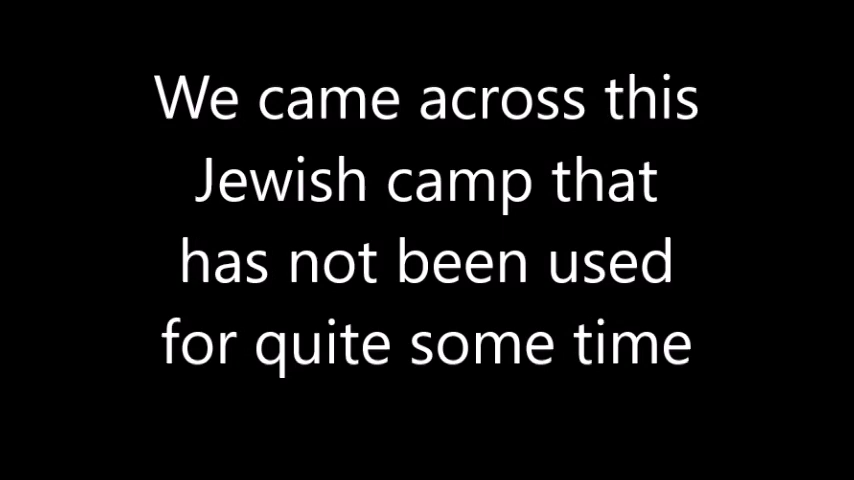 We came across this
Jewish camp that
has not been used
for quite some time